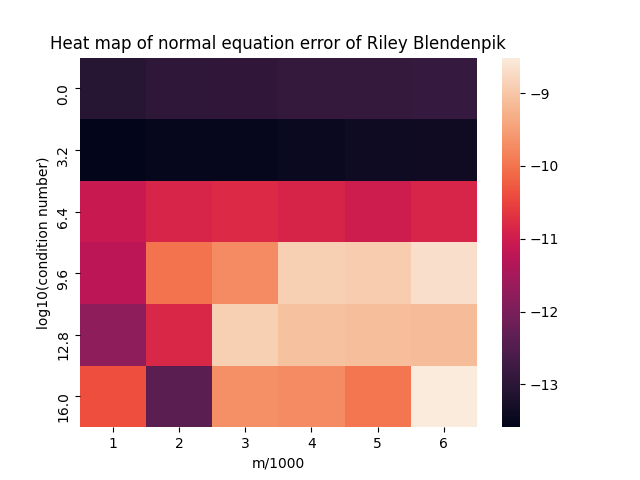 Heat map of normal equation error of Riley Blendenpik
log10(condition number)
0.0
3.2
6.4
9.6
12.8
16.0
1 2 3 4 5 6
m/1000
−9
−10
−11
−12
−13